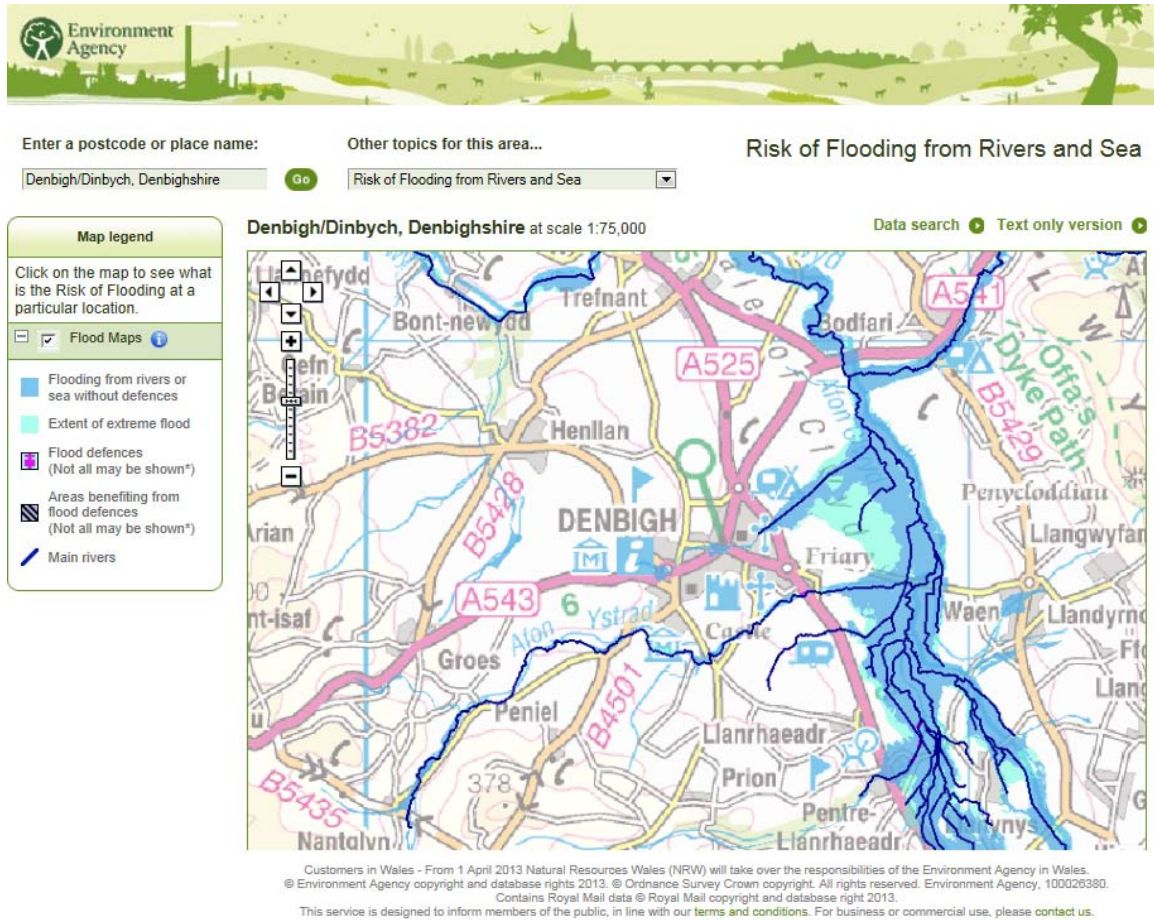 Environment
Agency
Enter a postcode or place name:
Other topics for this area...
Risk of Flooding from Rivers and Sea
Denbigh/Dinbych, Denbighshire
Go
Risk of Flooding from Rivers and Sea
Map legend
Click on the map to see what
is the Risk of Flooding at a
particular location.
Flood Maps
Flooding from rivers or
sea without defences
Extent of extreme flood
Flood defences
(Not all may be shown*)
Areas benefiting from
flood defences
(Not all may be shown*)
Main rivers
Denbigh/Dinbych, Denbighshire at scale 1:75,000
Data search
Text only version
Trefnant
Bont-newydd
Bodfari
A541
A525
Offa's
Dyke Path
B5429
B5382
Henllan
B5428
Penycloddiau
DENBIGH
Friary
A543
6
Afon Ystrad
Castle
Waen
Groes
B4501
Peniel
Llanrhaeadr
Prion
378
B5435
Nantglyn
Pentre-
Llanrhaeadr
Customers in Wales - From 1 April 2013 Natural Resources Wales (NRW) will take over the responsibilities of the Environment Agency in Wales.
© Environment Agency copyright and database rights 2013. © Ordnance Survey Crown copyright. All rights reserved. Environment Agency, 100026380.
Contains Royal Mail data © Royal Mail copyright and database right 2013.
This service is designed to inform members of the public, in line with our terms and conditions. For business or commercial use, please contact us.